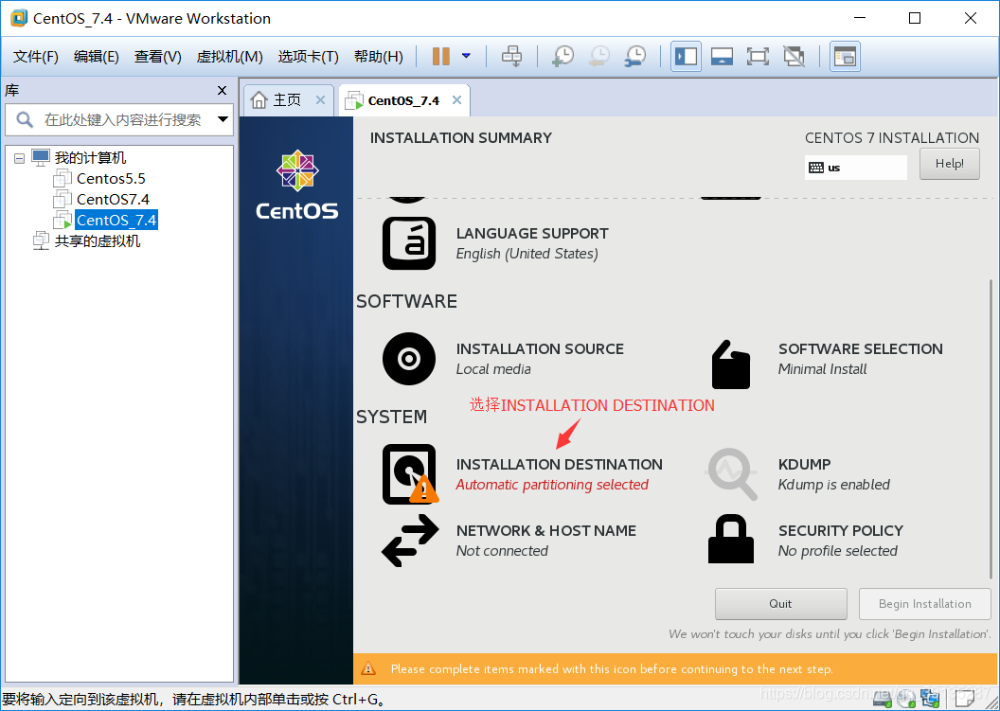 CentOS_7.4 - VMware Workstation
文件(F) 编辑(E) 查看(V) 虚拟机(M) 选项卡(T) 帮助(H)
库
在此处键入内容进行搜索
我的计算机
Centos5.5
CentOS7.4
CentOS_7.4
共享的虚拟机
主页
CentOS_7.4
CentOS
INSTALLATION SUMMARY
CENTOS 7 INSTALLATION
us
Help!
LANGUAGE SUPPORT
English (United States)
SOFTWARE
INSTALLATION SOURCE
Local media
SOFTWARE SELECTION
Minimal Install
选择INSTALLATION DESTINATION
SYSTEM
INSTALLATION DESTINATION
Automatic partitioning selected
KDUMP
Kdump is enabled
NETWORK & HOST NAME
Not connected
SECURITY POLICY
No profile selected
Quit
Begin Installation
We won't touch your disks until you click 'Begin Installation'.
Please complete items marked with this icon before continuing to the next step.
要将输入定向到该虚拟机，请在虚拟机内部单击或按 Ctrl+G。